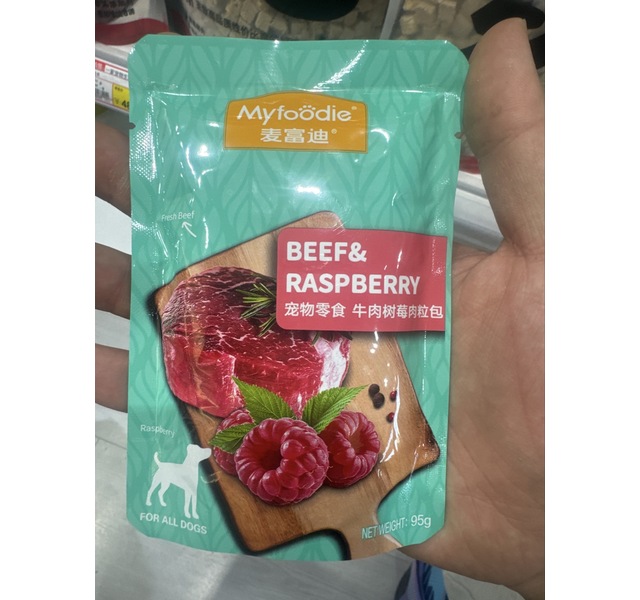 Myfoodie™
麦富迪®
Fresh Beef
BEEF&
RASPBERRY
宠物零食 牛肉树莓肉粒包
Raspberry
FOR ALL DOGS
NET WEIGHT: 95g